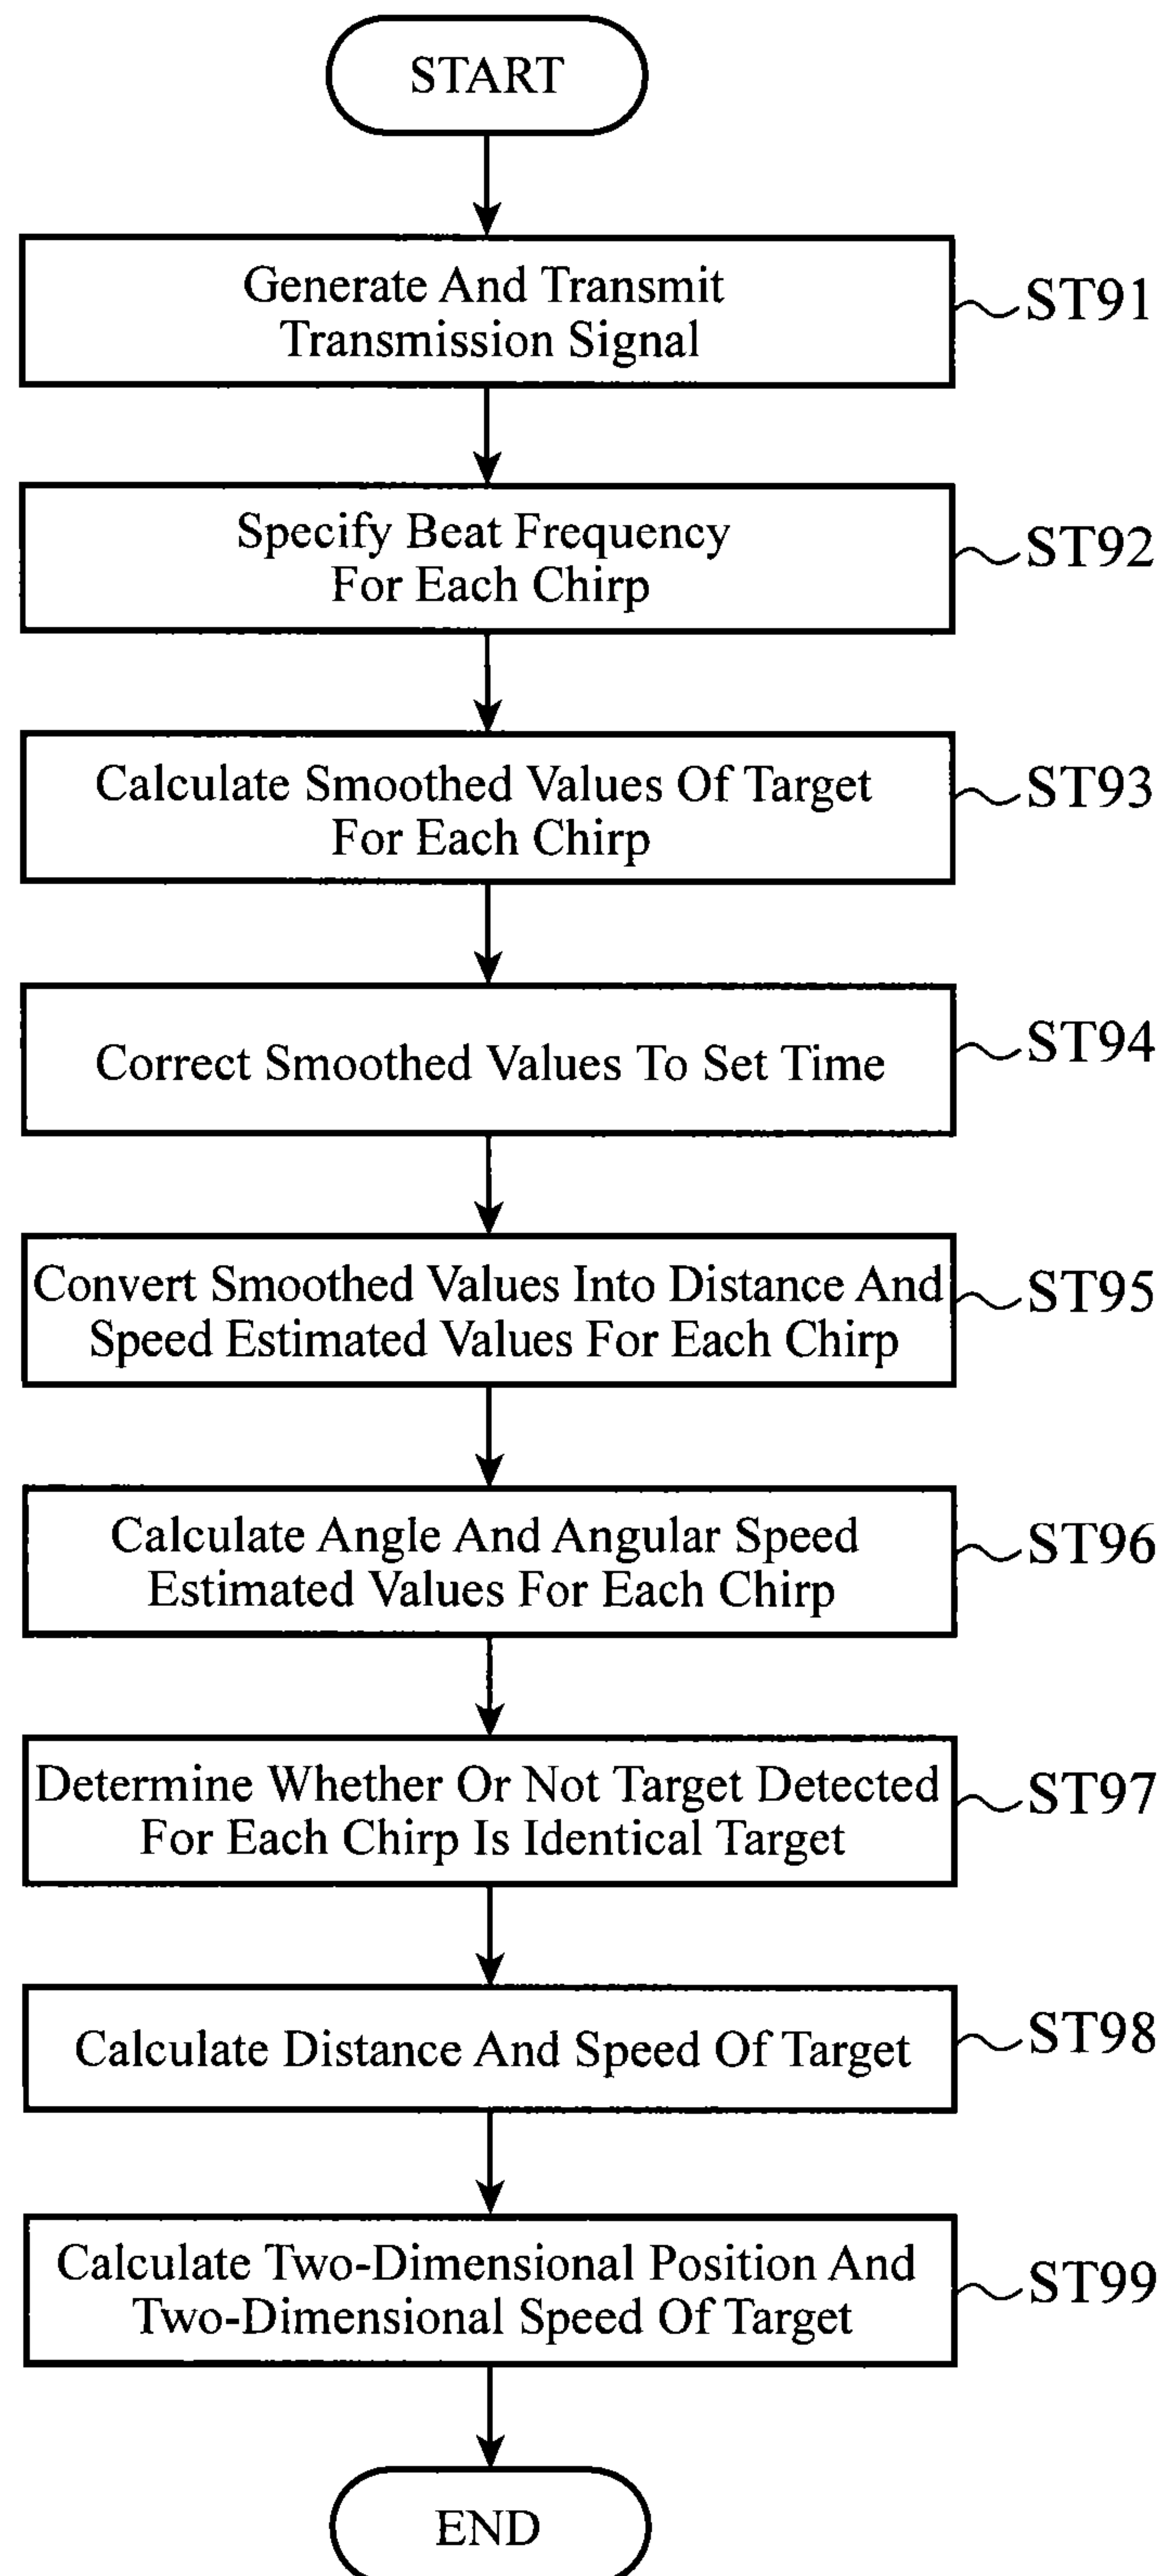 START
Generate And Transmit
Transmission Signal
ST91
Specify Beat Frequency
For Each Chirp
ST92
Calculate Smoothed Values Of Target
For Each Chirp
ST93
Correct Smoothed Values To Set Time
ST94
Convert Smoothed Values Into Distance And
Speed Estimated Values For Each Chirp
ST95
Calculate Angle And Angular Speed
Estimated Values For Each Chirp
ST96
Determine Whether Or Not Target Detected
For Each Chirp Is Identical Target
ST97
Calculate Distance And Speed Of Target
ST98
Calculate Two-Dimensional Position And
Two-Dimensional Speed Of Target
ST99
END